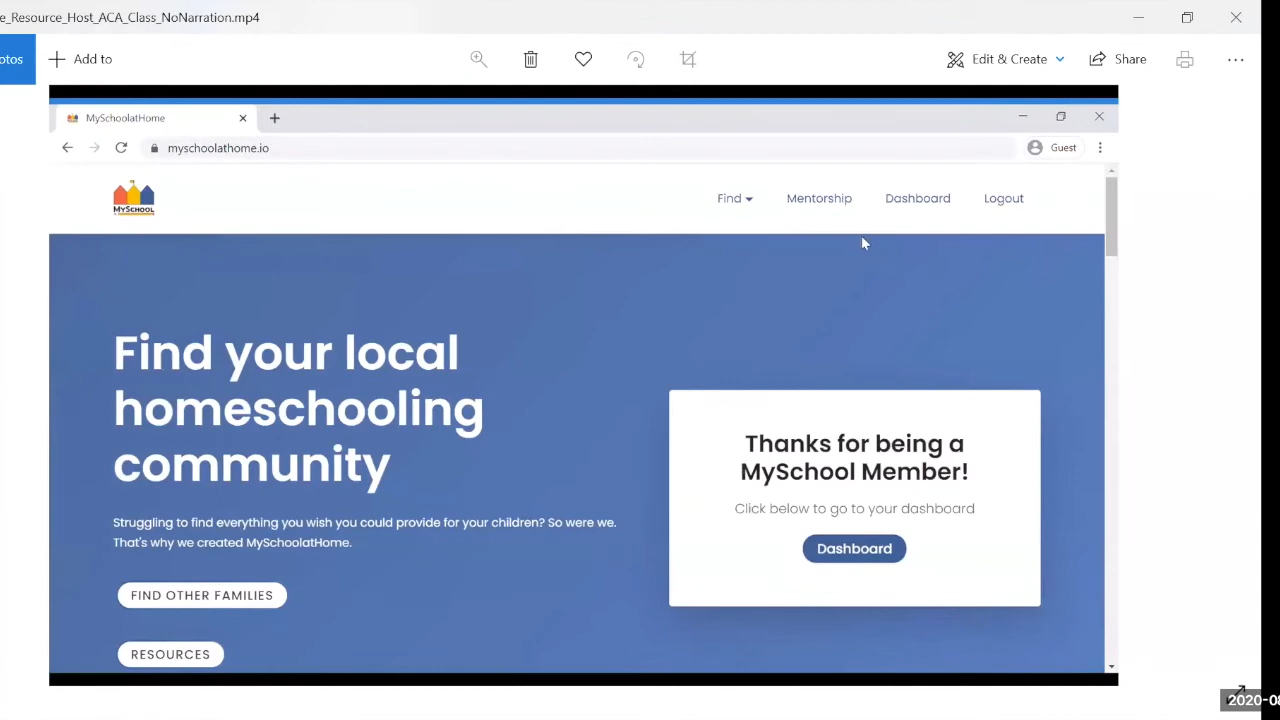 e_Resource_Host_ACA_Class_NoNarration.mp4
otos
Add to
Edit & Create
Share
MySchoolatHome
myschoolathome.io
Guest
MYSCHOOL
Find
Mentorship
Dashboard
Logout
Find your local
homeschooling
community
Struggling to find everything you wish you could provide for your children? So were we.
That's why we created MySchoolatHome.
FIND OTHER FAMILIES
RESOURCES
Thanks for being a
MySchool Member!
Click below to go to your dashboard
Dashboard
2020-08